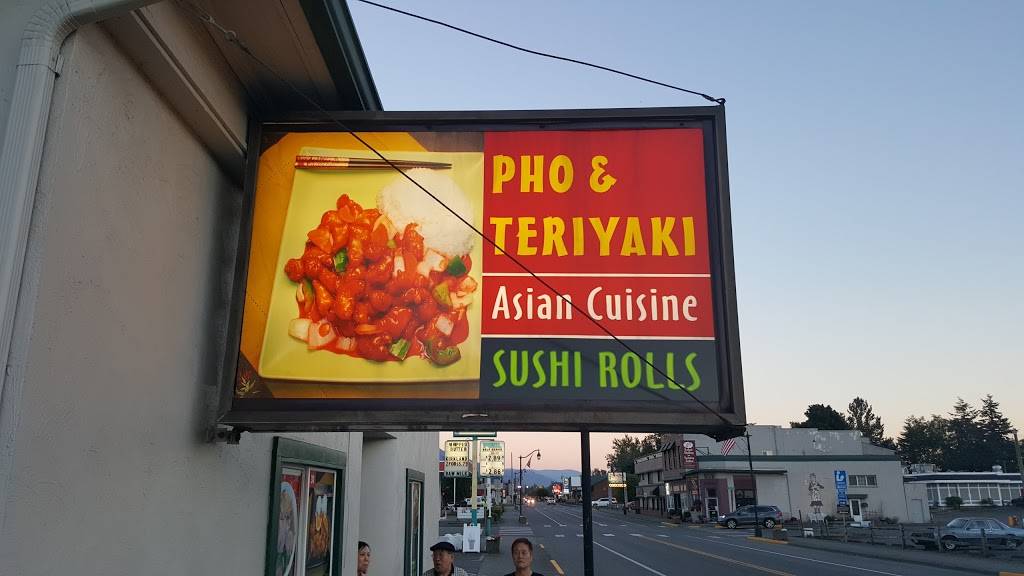 PHO &
TERIYAKI
Asian Cuisine
SUSHI ROLLS